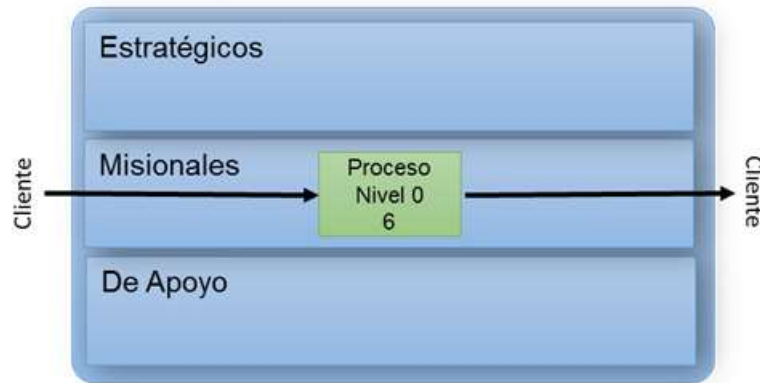 Estratégicos
Cliente
Misionales
Proceso
Nivel 0
6
Cliente
De Apoyo